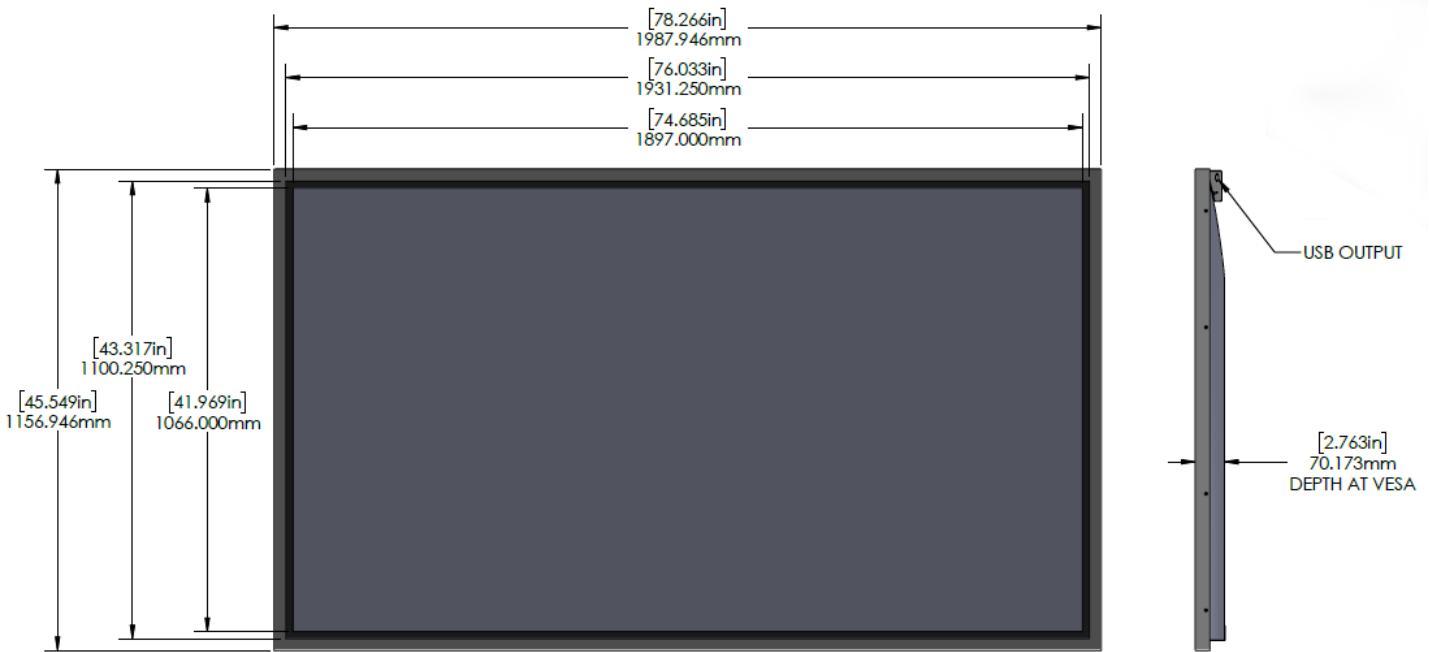 [78.266in]
1987.946mm
[76.033in]
1931.250mm
[74.685in]
1897.000mm
USB OUTPUT
[43.317in]
1100.250mm
[45.549in]
1156.946mm
[41.969in]
1066.000mm
[2.763in]
70.173mm
DEPTH AT VESA